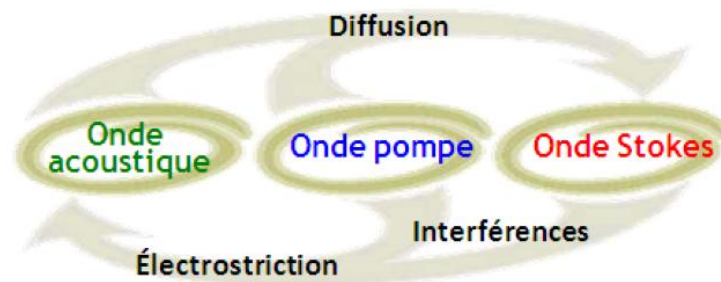 Diffusion
Onde
acoustique
Onde pompe
Onde Stokes
Interférences
Électrostriction